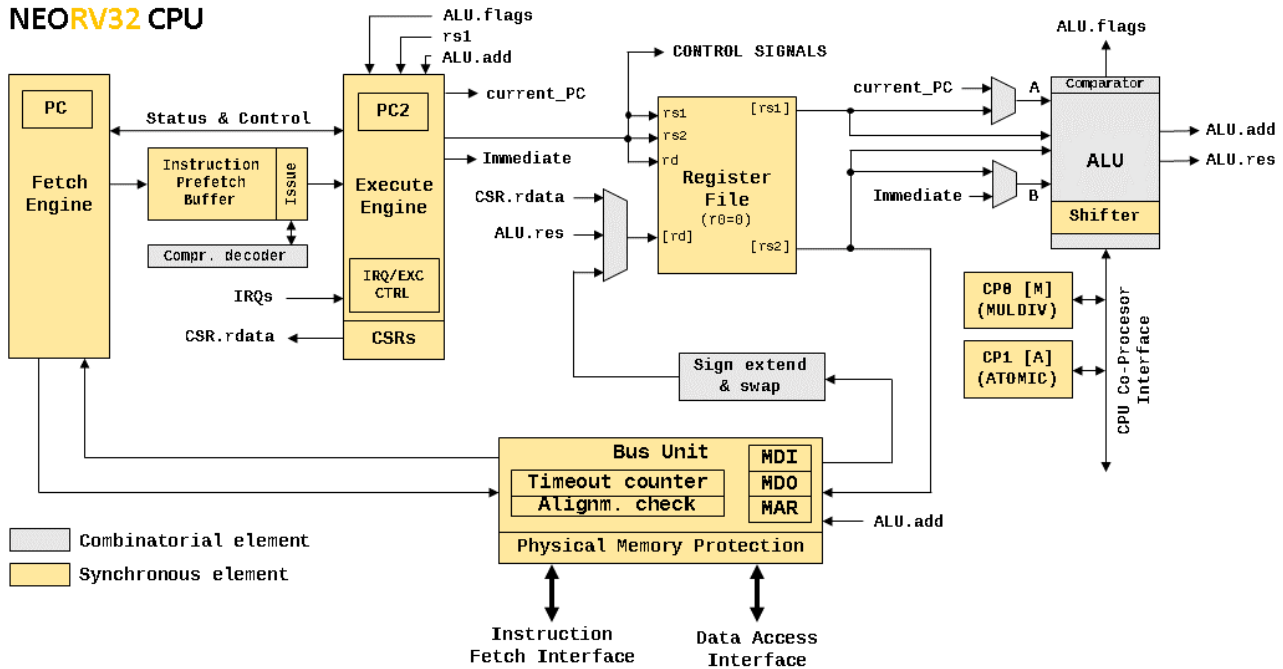 NEORV32 CPU
ALU.flags
rs1
ALU.add
PC
Fetch
Engine
Status & Control
Instruction
Prefetch
Buffer
Issue
Compr. decoder
PC2
Execute
Engine
IRQ/EXC
CTRL
CSRs
IRQs
CSR.rdata
current_PC
Immediate
CONTROL SIGNALS
CSR.rdata
ALU.res
rs1
rs2
rd
[rd]
[rs1]
[rs2]
Register
File
(r0=0)
current_PC
A
Immediate
B
ALU.flags
Comparator
ALU
Shifter
ALU.add
ALU.res
CP0 [M]
(MULDIV)
CP1 [A]
(ATOMIC)
CPU Co-Procesor
Interface
Sign extend
& swap
Bus Unit
Timeout counter
Alignm. check
MDI
MDO
MAR
Physical Memory Protection
ALU.add
Combinatorial element
Synchronous element
Instruction
Fetch Interface
Data Access
Interface